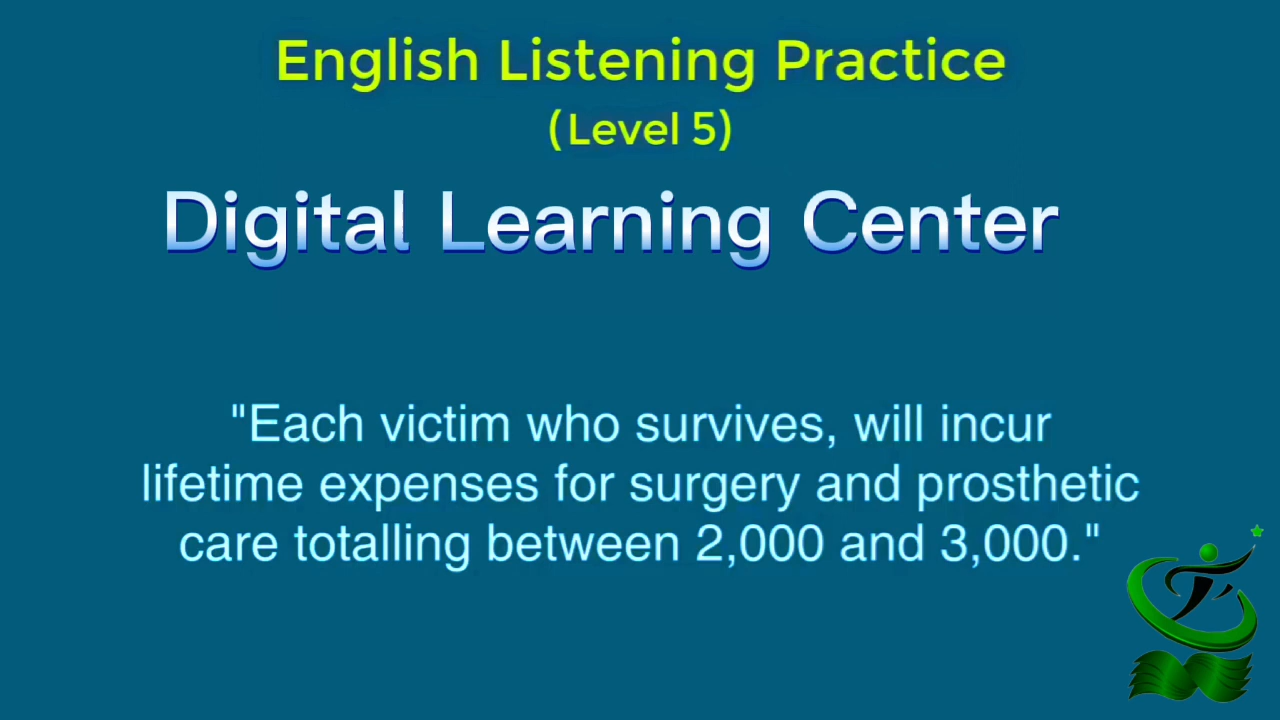 English Listening Practice
(Level 5)
Digital Learning Center
"Each victim who survives, will incur
lifetime expenses for surgery and prosthetic
care totalling between 2,000 and 3,000."